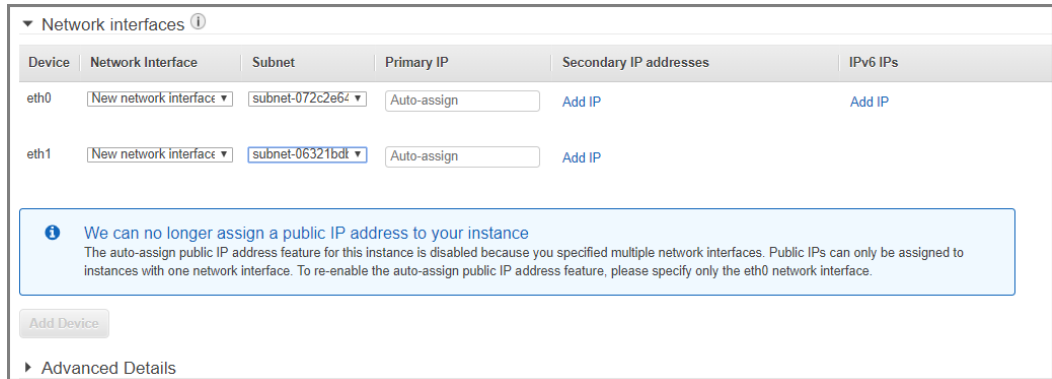 Network interfaces
Device Network Interface Subnet Primary IP Secondary IP addresses IPv6 IPs
eth0 New network interface subnet-072c2e64 Auto-assign Add IP Add IP
eth1 New network interface subnet-06321bdb Auto-assign Add IP
We can no longer assign a public IP address to your instance
The auto-assign public IP address feature for this instance is disabled because you specified multiple network interfaces. Public IPs can only be assigned to
instances with one network interface. To re-enable the auto-assign public IP address feature, please specify only the eth0 network interface.
Add Device
Advanced Details